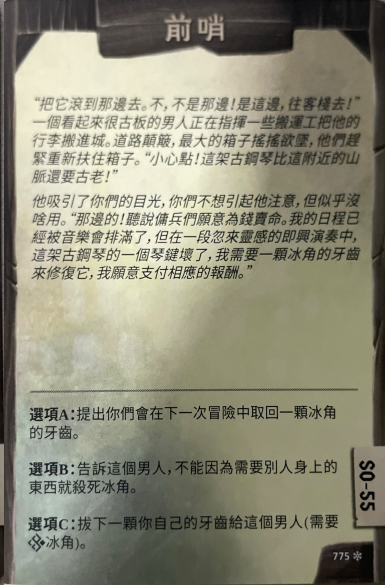 前哨
“把它滾到那邊去。不,不是那邊!是這邊,往客棧去!”
一個看起來很古板的男人正在指揮一些搬運工把他的
行李搬進城。道路顛簸,最大的箱子搖搖欲墜,他們趕
緊重新扶住箱子。“小心點!這架古鋼琴比這附近的山
脈還要古老!”
他吸引了你們的目光,你們不想引起他注意,但似乎沒
啥用。“那邊的!聽說傭兵們願意為錢賣命。我的日程已
經被音樂會排滿了,但在一段忽來靈感的即興演奏中,
這架古鋼琴的一個琴鍵壞了,我需要一顆冰角的牙齒
來修復它,我願意支付相應的報酬。”
選項A:提出你們會在下一次冒險中取回一顆冰角
的牙齒。
選項B:告訴這個男人,不能因為需要別人身上的
東西就殺死冰角。
選項C:拔下一顆你自己的牙齒給這個男人(需要
冰角)。
SO-55
775